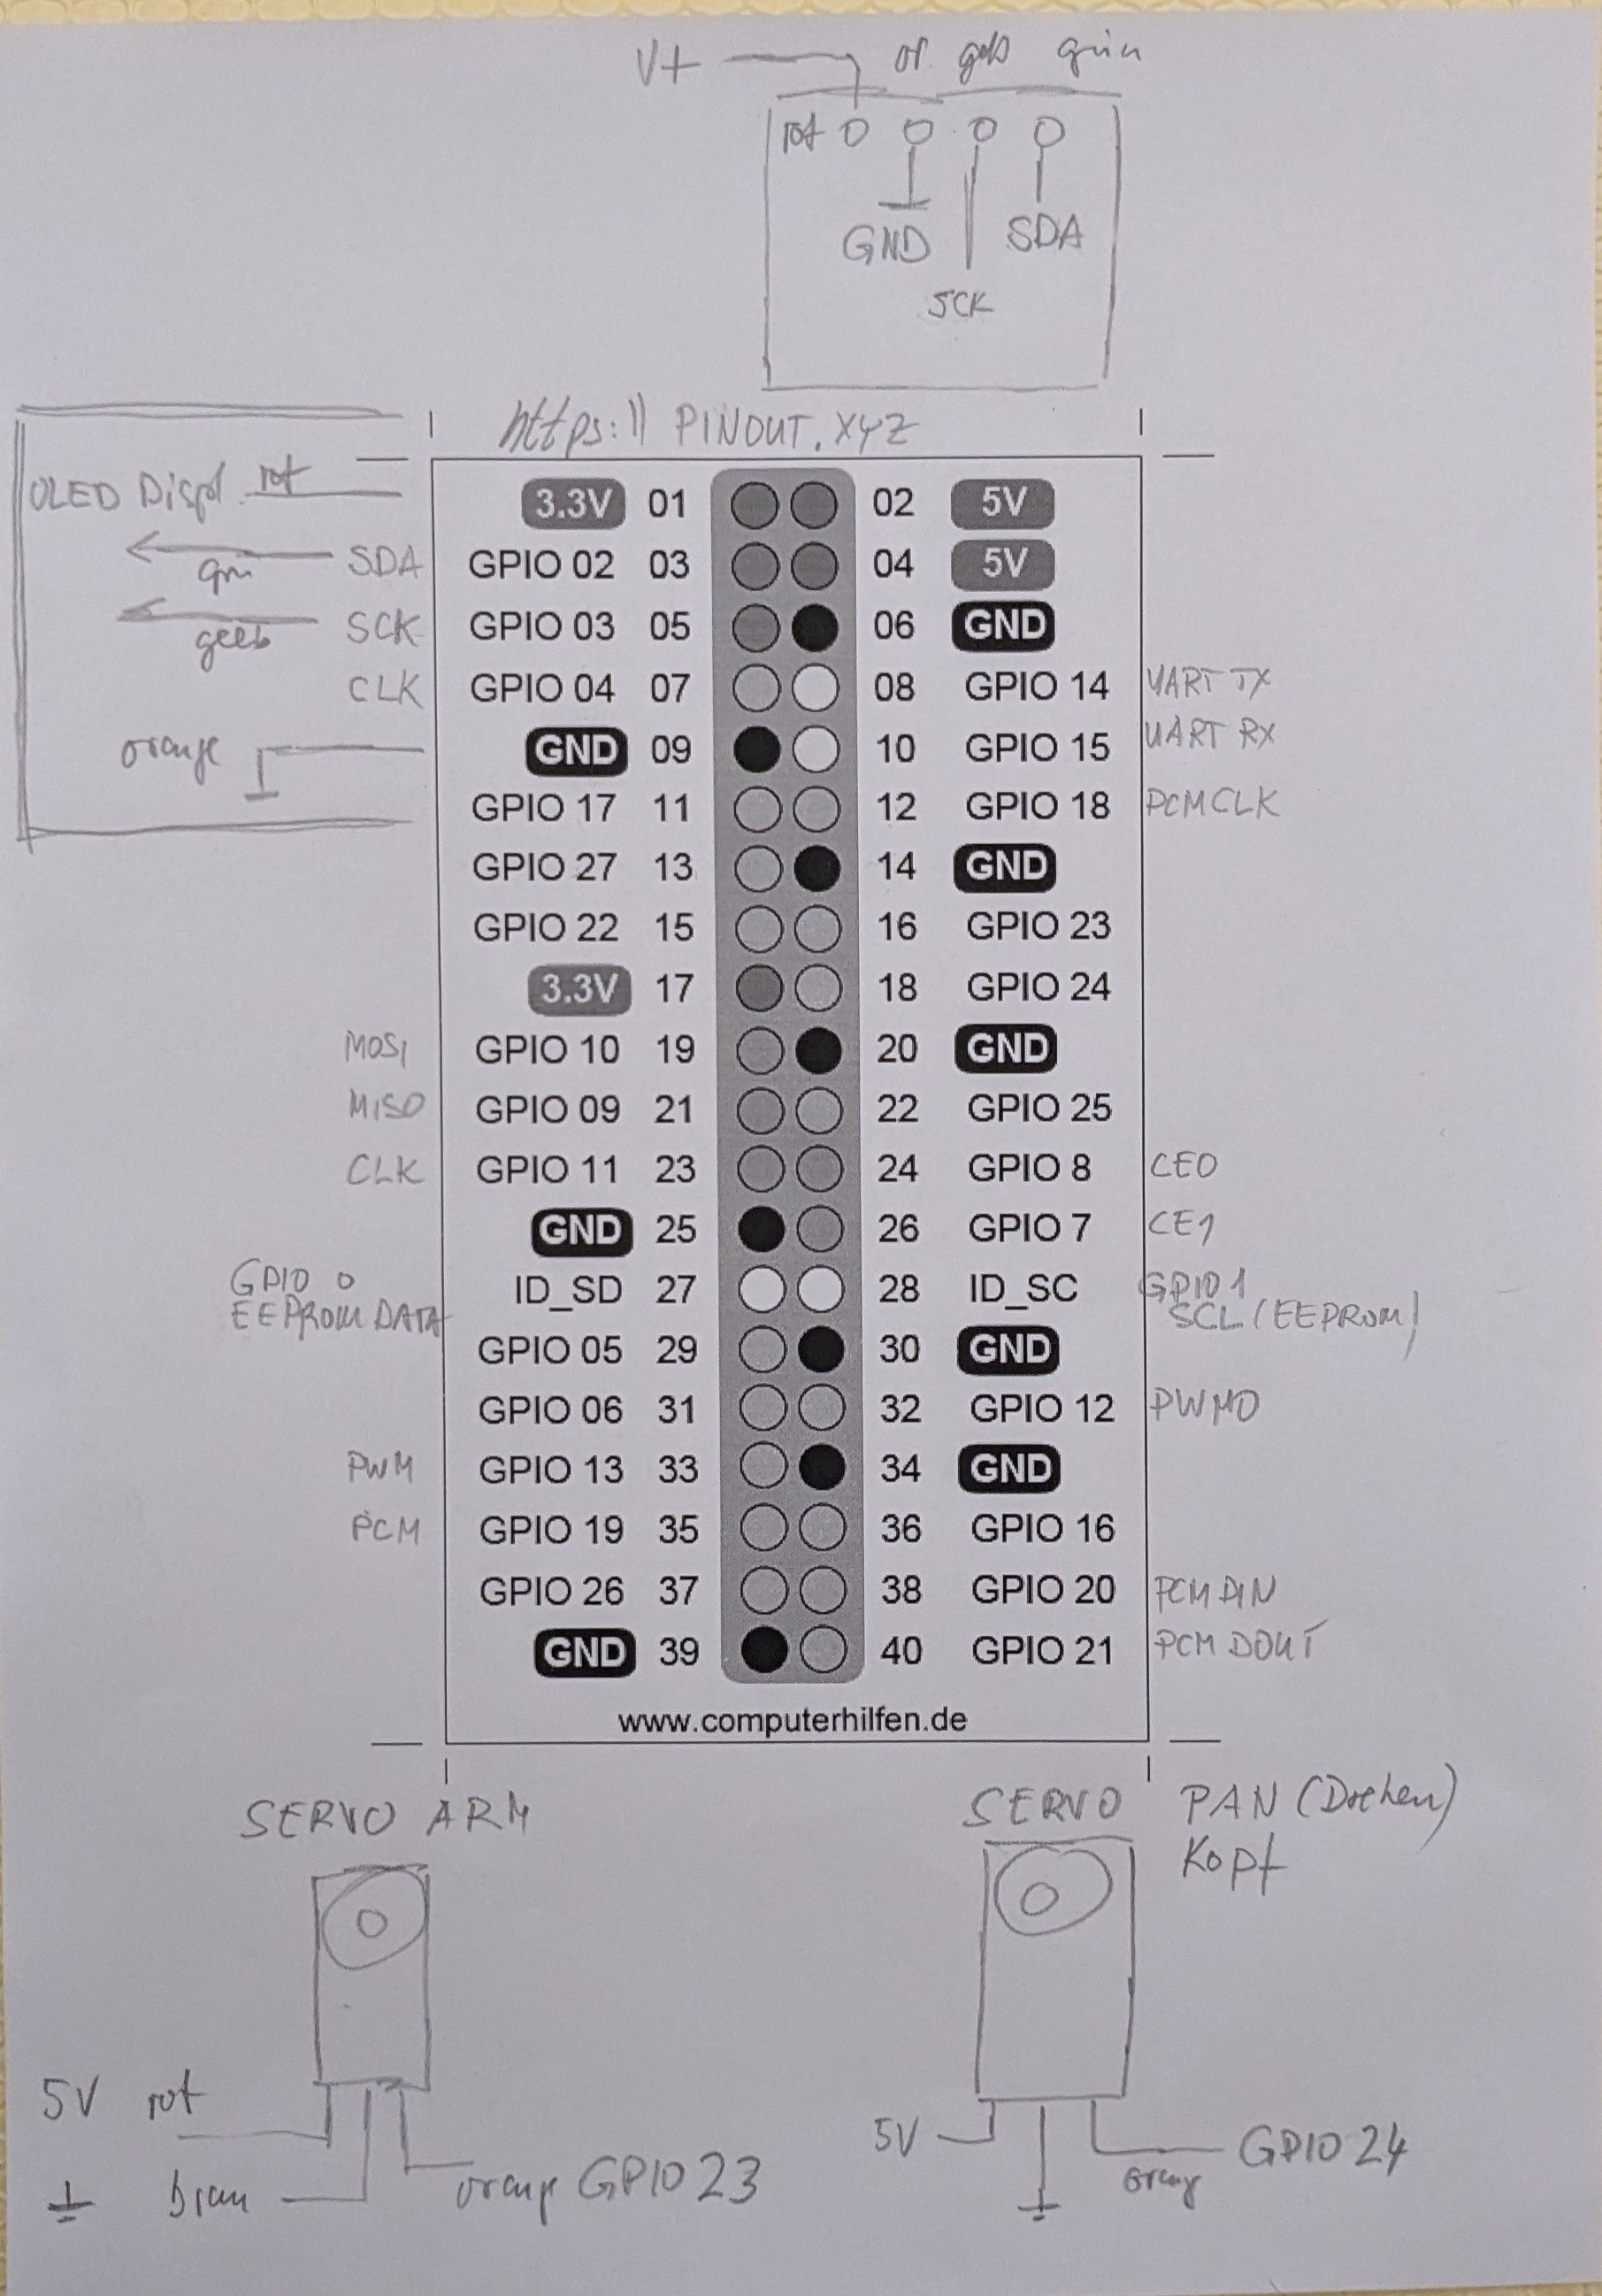 V+ or gelb grün
rot
GND SDA
SCK
https:// PINOUT.XYZ
OLED Displ. rot
3.3V 01 02 5V
grn SDA GPIO 02 03 04 5V
gelb SCK GPIO 03 05 06 GND
CLK GPIO 04 07 08 GPIO 14 UART TX
orange GND 09 10 GPIO 15 UART RX
GPIO 17 11 12 GPIO 18 PCM CLK
GPIO 27 13 14 GND
GPIO 22 15 16 GPIO 23
3.3V 17 18 GPIO 24
MOSI GPIO 10 19 20 GND
MISO GPIO 09 21 22 GPIO 25
CLK GPIO 11 23 24 GPIO 8 CE0
GND 25 26 GPIO 7 CE1
GPIO 0 ID_SD 27 28 ID_SC GPIO 1
EEPROM DATA SCL (EEPROM)
GPIO 05 29 30 GND
GPIO 06 31 32 GPIO 12 PWM0
PWM GPIO 13 33 34 GND
PCM GPIO 19 35 36 GPIO 16
GPIO 26 37 38 GPIO 20 PCM DIN
GND 39 40 GPIO 21 PCM DOUT
www.computerhilfen.de
SERVO ARM
SERVO PAN (Drehen)
Kopf
5V rot
braun
orange GPIO 23
5V
orange GPIO 24